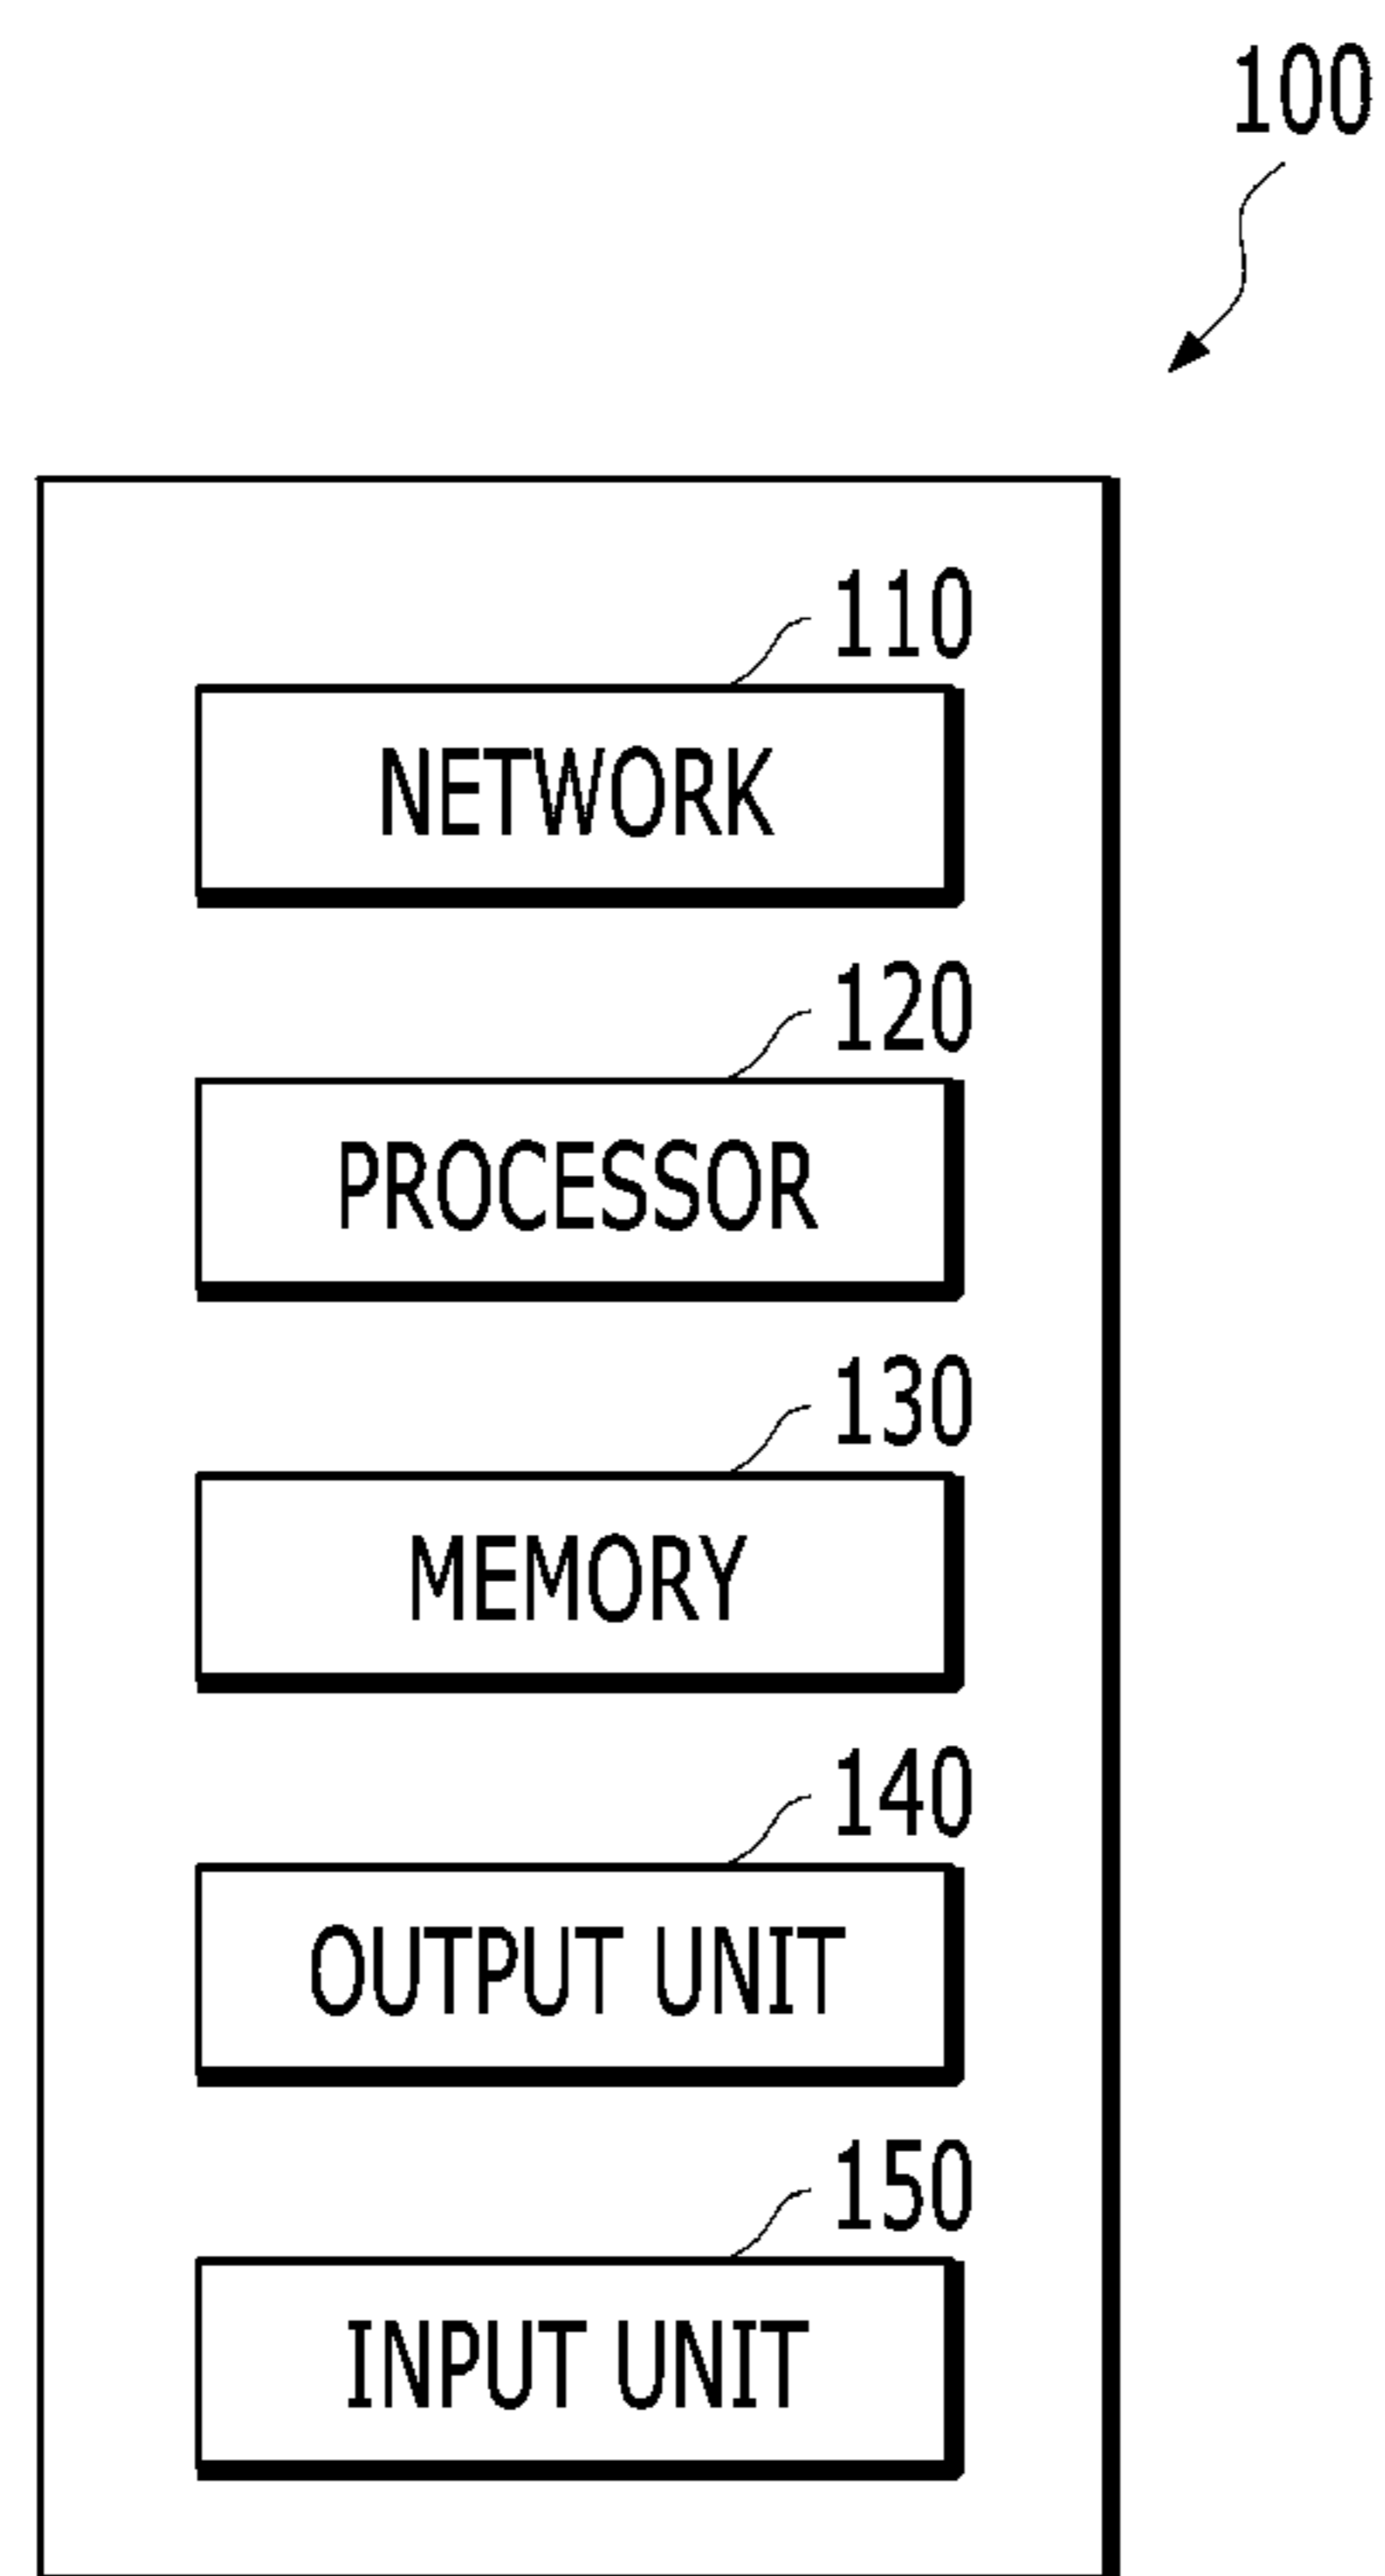 100
110
NETWORK
120
PROCESSOR
130
MEMORY
140
OUTPUT UNIT
150
INPUT UNIT